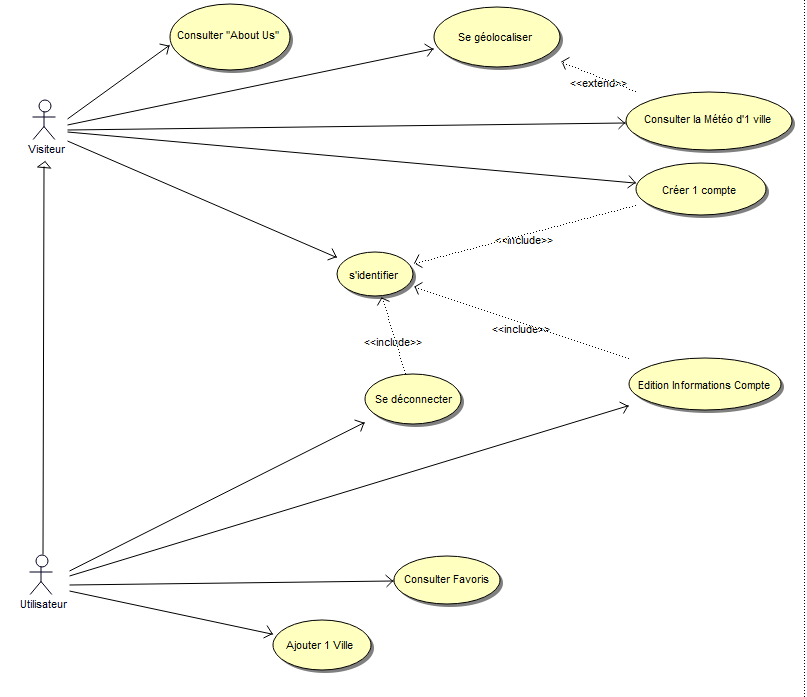 Consulter "About Us"
Se géolocaliser
<<extend>>
Consulter la Météo d'1 ville
Visiteur
Créer 1 compte
<<include>>
s'identifier
<<include>>
<<include>>
Edition Informations Compte
Se déconnecter
Consulter Favoris
Utilisateur
Ajouter 1 Ville